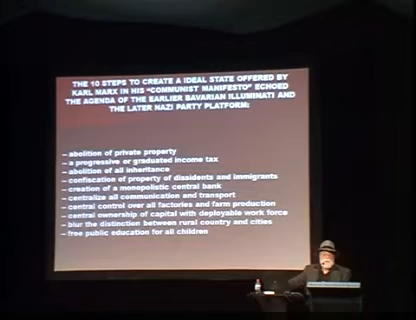 THE 10 STEPS TO CREATE A IDEAL STATE OFFERED BY
KARL MARX IN HIS "COMMUNIST MANIFESTO" ECHOED
THE AGENDA OF THE EARLIER BAVARIAN ILLUMINATI AND
THE LATER NAZI PARTY PLATFORM:
– abolition of private property
– a progressive or graduated income tax
– abolition of all inheritance
– confiscation of property of dissidents and immigrants
– creation of a monopolistic central bank
– centralize all communication and transport
– central control over all factories and farm production
– central ownership of capital with deployable work force
– blur the distinction between rural country and cities
– free public education for all children